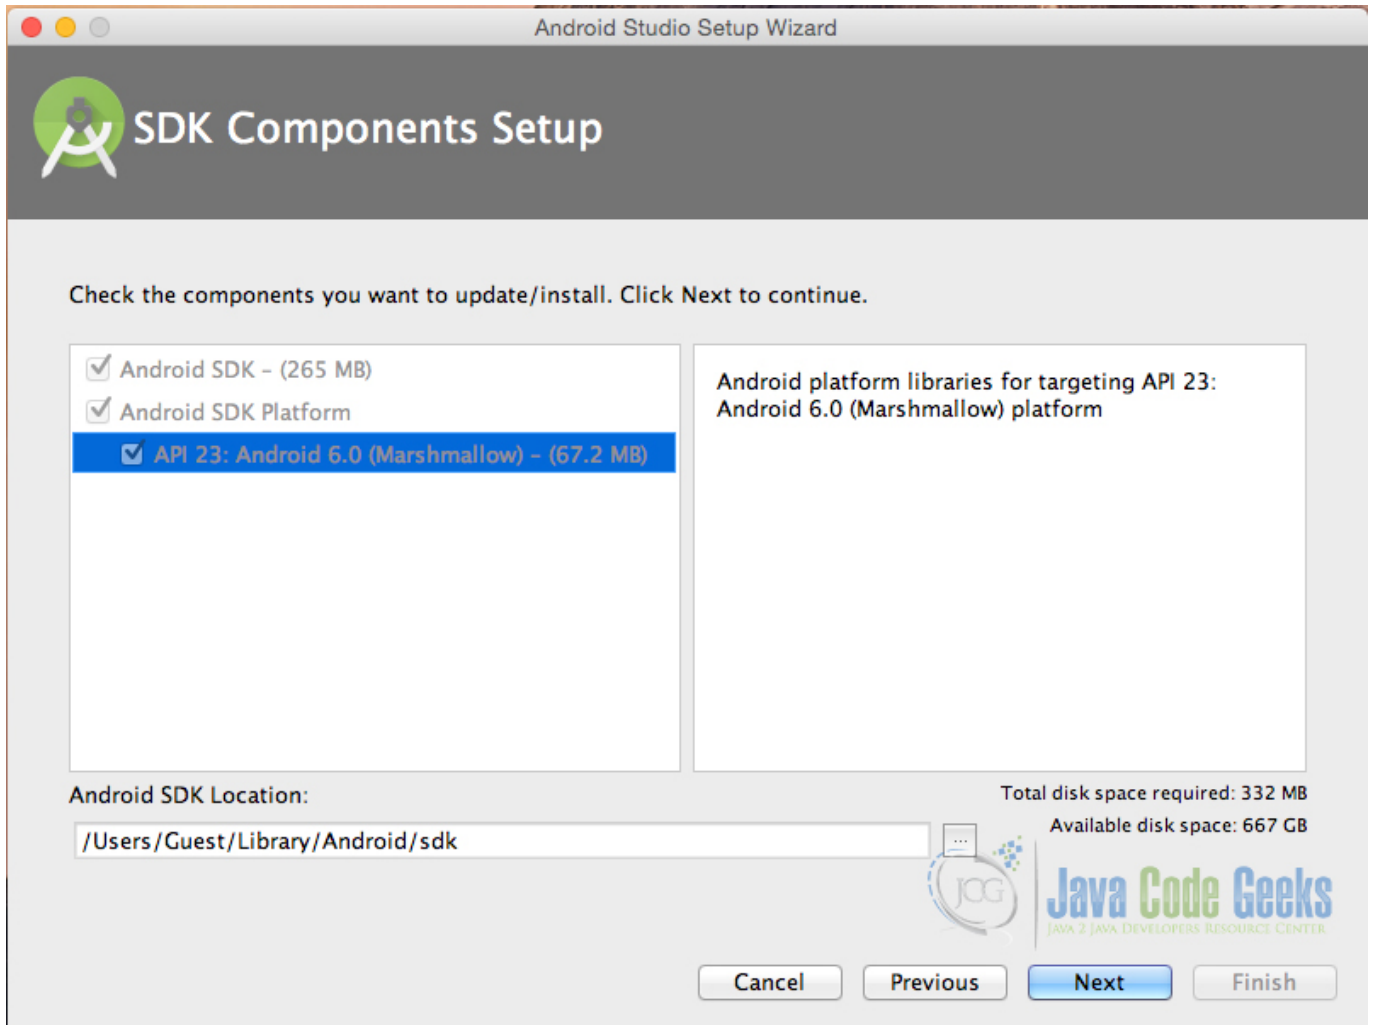 Android Studio Setup Wizard
SDK Components Setup
Check the components you want to update/install. Click Next to continue.
Android SDK – (265 MB)
Android SDK Platform
API 23: Android 6.0 (Marshmallow) – (67.2 MB)
Android platform libraries for targeting API 23:
Android 6.0 (Marshmallow) platform
Android SDK Location:
/Users/Guest/Library/Android/sdk
...
Total disk space required: 332 MB
Available disk space: 667 GB
JCG
Java Code Geeks
JAVA 2 JAVA DEVELOPERS RESOURCE CENTER
Cancel
Previous
Next
Finish